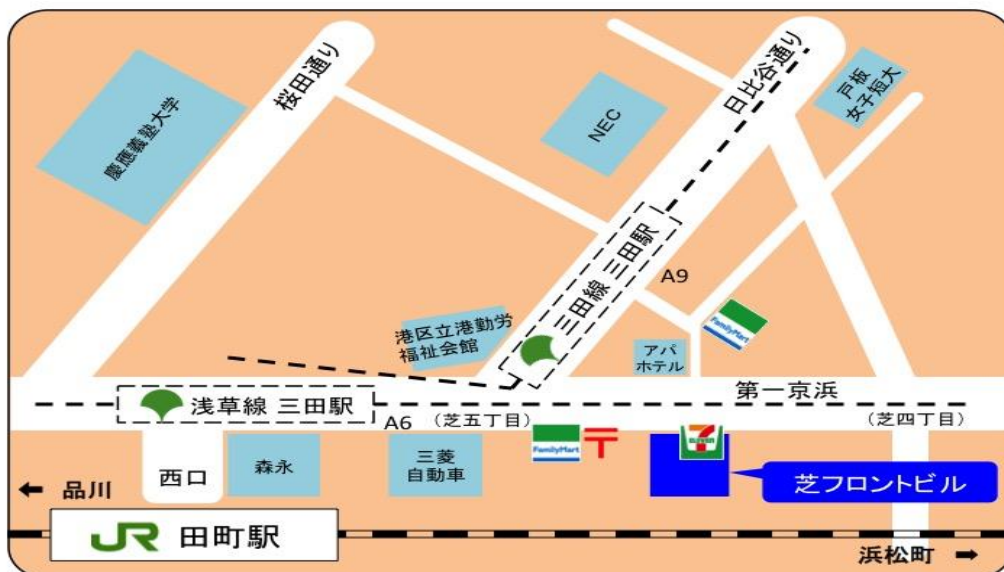 桜田通り
日比谷通り
戸板
女子短大
慶應義塾大学
NEC
三田線 三田駅
A9
FamilyMart
港区立港勤労
福祉会館
アパ
ホテル
第一京浜
浅草線 三田駅
A6
(芝五丁目)
(芝四丁目)
FamilyMart
〒
7
ELEVEN
西口
森永
三菱
自動車
芝フロントビル
← 品川
JR 田町駅
浜松町 →